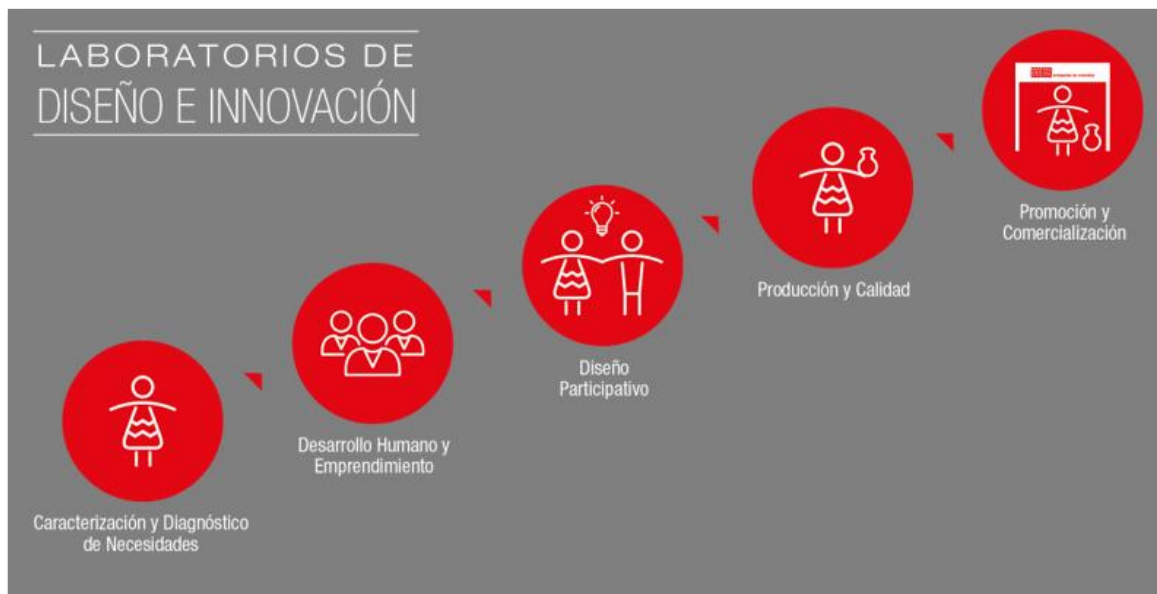 LABORATORIOS DE
DISEÑO E INNOVACIÓN
Promoción y
Comercialización
Producción y Calidad
Diseño
Participativo
Desarrollo Humano y
Emprendimiento
Caracterización y Diagnóstico
de Necesidades